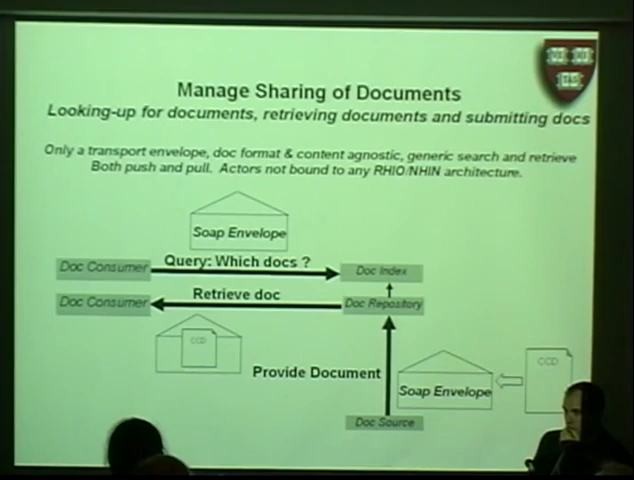 Manage Sharing of Documents
Looking-up for documents, retrieving documents and submitting docs
Only a transport envelope, doc format & content agnostic, generic search and retrieve
Both push and pull. Actors not bound to any RHIO/NHIN architecture.
Soap Envelope
Query: Which docs ?
Doc Consumer
Doc Index
Retrieve doc
Doc Consumer
Doc Repository
CCD
Provide Document
CCD
Soap Envelope
Doc Source